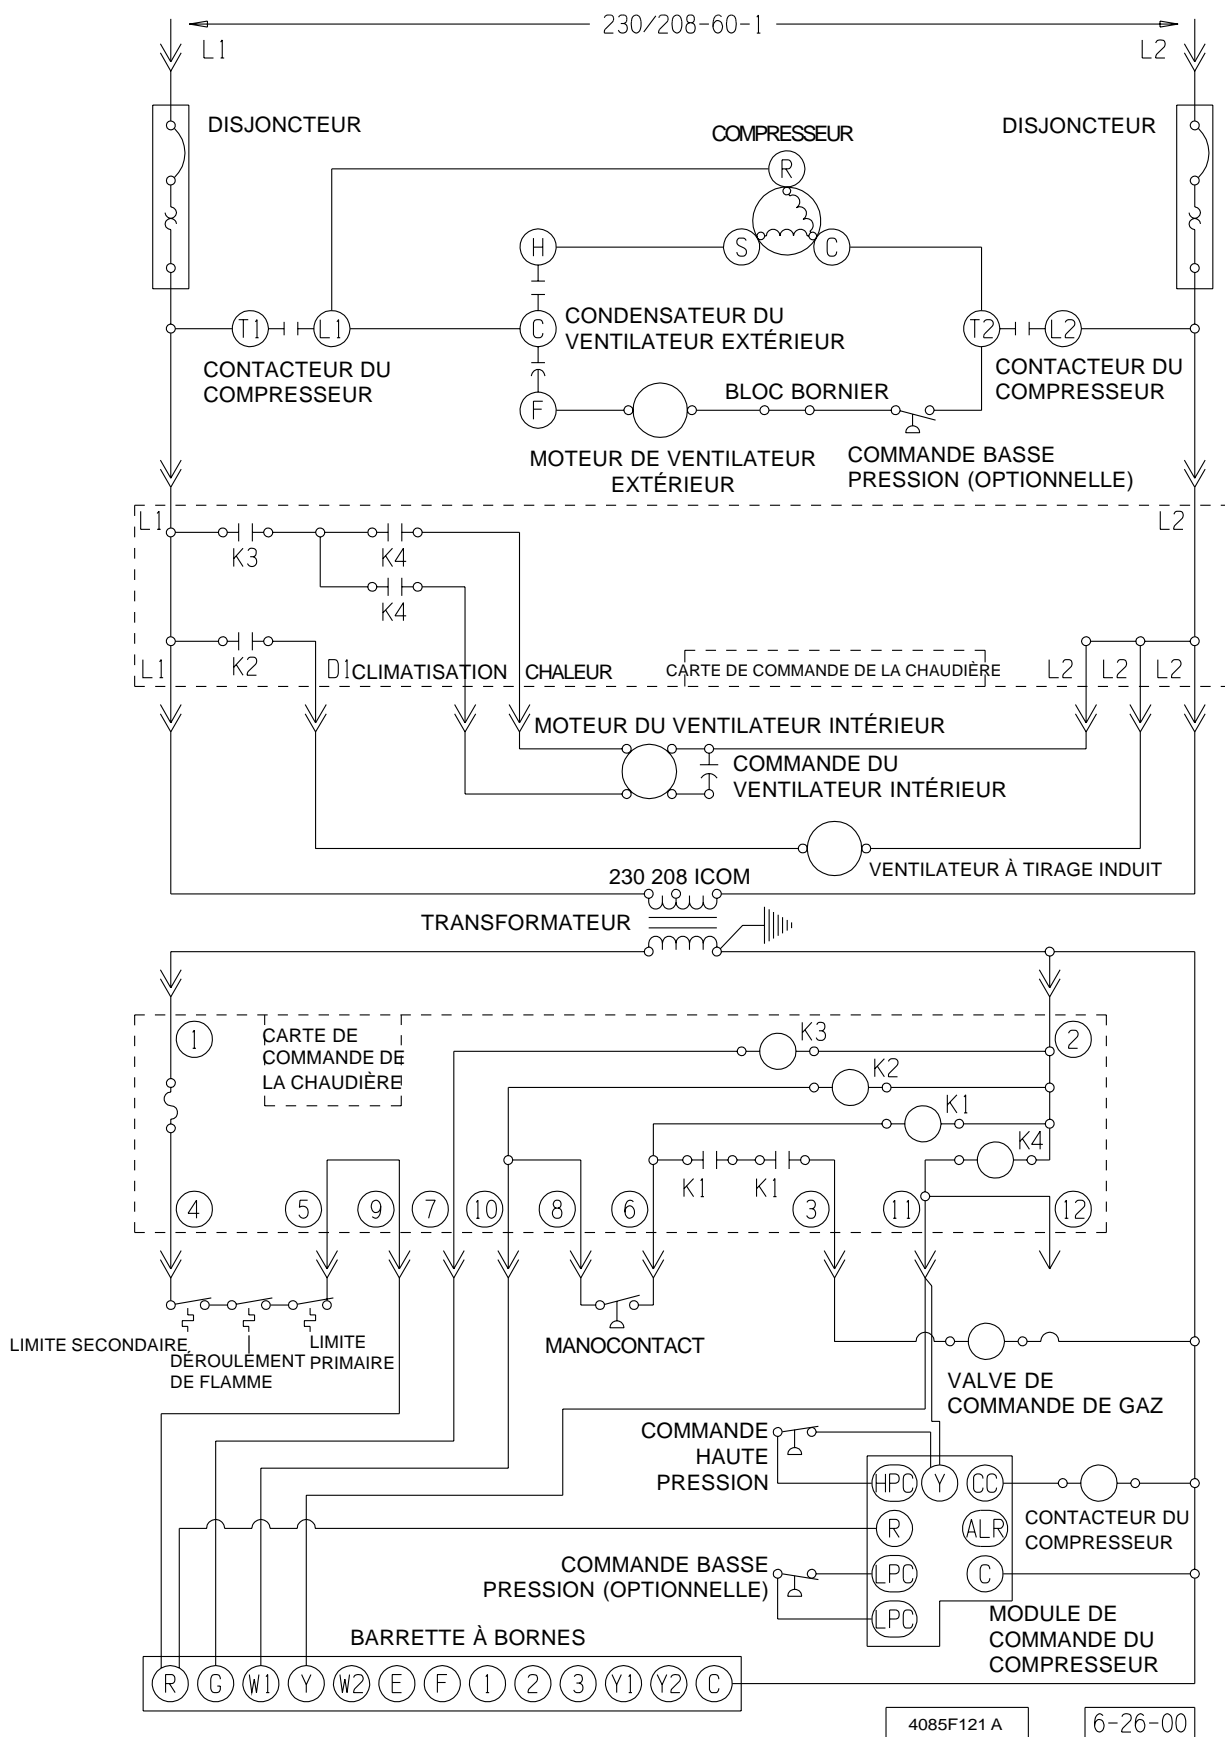 230/208-60-1
L1
L2
DISJONCTEUR
DISJONCTEUR
COMPRESSEUR
R
H
S
C
T1
L1
C
CONDENSATEUR DU
VENTILATEUR EXTÉRIEUR
T2
L2
CONTACTEUR DU
COMPRESSEUR
CONTACTEUR DU
COMPRESSEUR
BLOC BORNIER
F
MOTEUR DE VENTILATEUR
EXTÉRIEUR
COMMANDE BASSE
PRESSION (OPTIONNELLE)
L1
L2
K3
K4
K4
K2
L1
D1
CLIMATISATION
CHALEUR
CARTE DE COMMANDE DE LA CHAUDIÈRE
L2
L2
L2
MOTEUR DU VENTILATEUR INTÉRIEUR
COMMANDE DU
VENTILATEUR INTÉRIEUR
VENTILATEUR À TIRAGE INDUIT
230 208 ICOM
TRANSFORMATEUR
1
CARTE DE
COMMANDE DE
LA CHAUDIÈRE
K3
2
K2
K1
K4
K1
K1
4
5
9
7
10
8
6
3
11
12
LIMITE SECONDAIRE
DÉROULEMENT
DE FLAMME
LIMITE
PRIMAIRE
MANOCONTACT
VALVE DE
COMMANDE DE GAZ
COMMANDE
HAUTE
PRESSION
HPC
Y
CC
R
ALR
CONTACTEUR DU
COMPRESSEUR
COMMANDE BASSE
PRESSION (OPTIONNELLE)
LPC
C
LPC
MODULE DE
COMMANDE DU
COMPRESSEUR
BARRETTE À BORNES
R G W1 Y W2 E F 1 2 3 Y1 Y2 C
4085F121 A
6-26-00